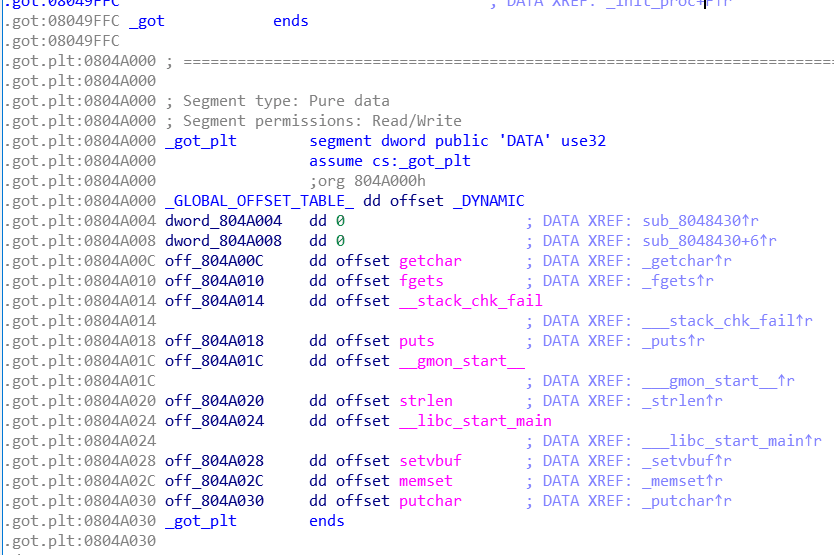 .got:08049FFC ; DATA XREF: _init_proc+F↑r
.got:08049FFC _got ends
.got:08049FFC
.got.plt:0804A000 ; ===========================================================================
.got.plt:0804A000
.got.plt:0804A000 ; Segment type: Pure data
.got.plt:0804A000 ; Segment permissions: Read/Write
.got.plt:0804A000 _got_plt segment dword public 'DATA' use32
.got.plt:0804A000 assume cs:_got_plt
.got.plt:0804A000 ;org 804A000h
.got.plt:0804A000 _GLOBAL_OFFSET_TABLE_ dd offset _DYNAMIC
.got.plt:0804A004 dword_804A004 dd 0 ; DATA XREF: sub_8048430↑r
.got.plt:0804A008 dword_804A008 dd 0 ; DATA XREF: sub_8048430+6↑r
.got.plt:0804A00C off_804A00C dd offset getchar ; DATA XREF: _getchar↑r
.got.plt:0804A010 off_804A010 dd offset fgets ; DATA XREF: _fgets↑r
.got.plt:0804A014 off_804A014 dd offset __stack_chk_fail
.got.plt:0804A014 ; DATA XREF: ___stack_chk_fail↑r
.got.plt:0804A018 off_804A018 dd offset puts ; DATA XREF: _puts↑r
.got.plt:0804A01C off_804A01C dd offset __gmon_start__
.got.plt:0804A01C ; DATA XREF: ___gmon_start__↑r
.got.plt:0804A020 off_804A020 dd offset strlen ; DATA XREF: _strlen↑r
.got.plt:0804A024 off_804A024 dd offset __libc_start_main
.got.plt:0804A024 ; DATA XREF: ___libc_start_main↑r
.got.plt:0804A028 off_804A028 dd offset setvbuf ; DATA XREF: _setvbuf↑r
.got.plt:0804A02C off_804A02C dd offset memset ; DATA XREF: _memset↑r
.got.plt:0804A030 off_804A030 dd offset putchar ; DATA XREF: _putchar↑r
.got.plt:0804A030 _got_plt ends
.got.plt:0804A030